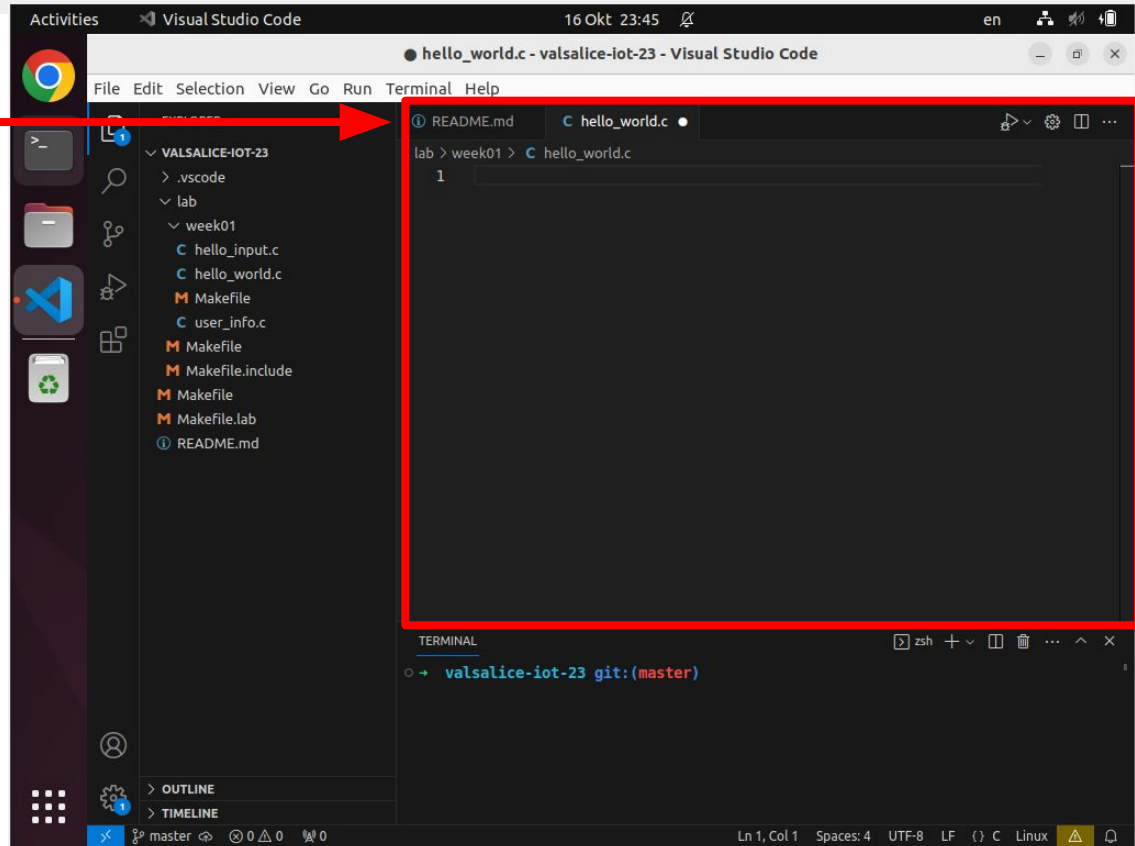 Activities Visual Studio Code 16 Okt 23:45 en
● hello_world.c - valsalice-iot-23 - Visual Studio Code
File Edit Selection View Go Run Terminal Help
EXPLORER
VALSALICE-IOT-23
> .vscode
lab
week01
C hello_input.c
C hello_world.c
M Makefile
C user_info.c
M Makefile
M Makefile.include
M Makefile
M Makefile.lab
README.md
OUTLINE
TIMELINE
README.md C hello_world.c ●
lab > week01 > C hello_world.c
1
TERMINAL zsh
→ valsalice-iot-23 git:(master)
master 0 0 0 Ln 1, Col 1 Spaces: 4 UTF-8 LF {} C Linux
1
1